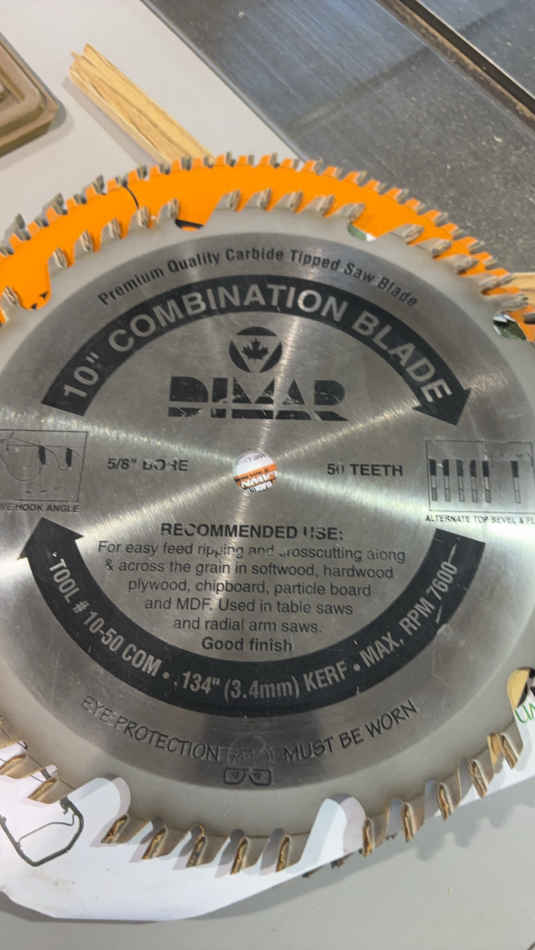 Premium Quality Carbide Tipped Saw Blade
10" COMBINATION BLADE
DIMAR
5/8" BORE
50 TEETH
HOOK ANGLE
ALTERNATE TOP BEVEL &
RECOMMENDED USE:
For easy feed ripping and crosscutting along
& across the grain in softwood, hardwood
plywood, chipboard, particle board
and MDF. Used in table saws
and radial arm saws.
Good finish
TOOL # 10-50 COM • .134" (3.4mm) KERF • MAX. RPM 7600
EYE PROTECTION MUST BE WORN